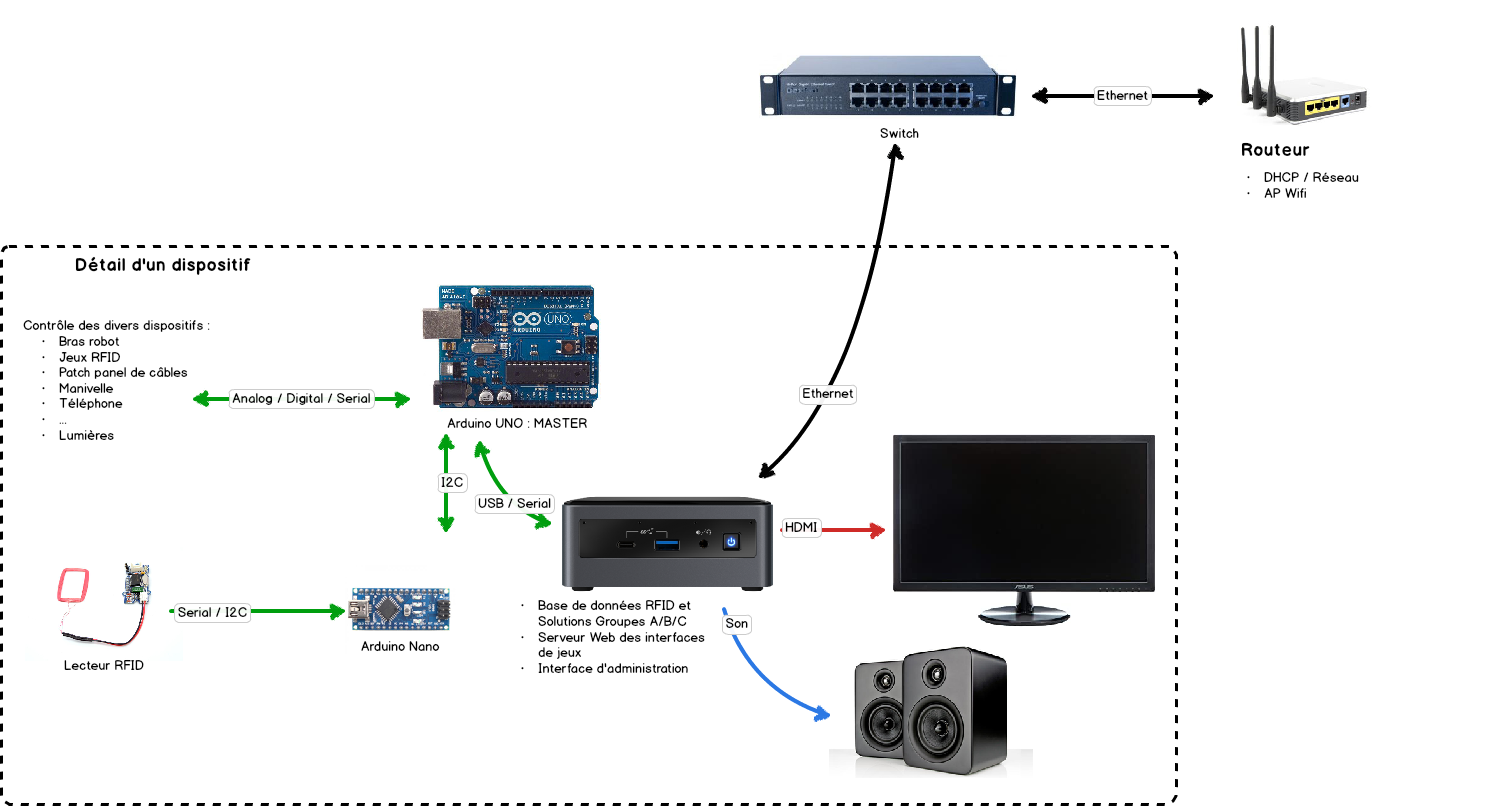 Ethernet
Switch
Routeur
· DHCP / Réseau
· AP Wifi
Détail d'un dispositif
Contrôle des divers dispositifs :
· Bras robot
· Jeux RFID
· Patch panel de câbles
· Manivelle
· Téléphone
· ...
· Lumières
Analog / Digital / Serial
UNO
ARDUINO
Arduino UNO : MASTER
Ethernet
I2C
USB / Serial
HDMI
ASUS
Serial / I2C
Lecteur RFID
Arduino Nano
· Base de données RFID et
Solutions Groupes A/B/C
· Serveur Web des interfaces
de jeux
· Interface d'administration
Son